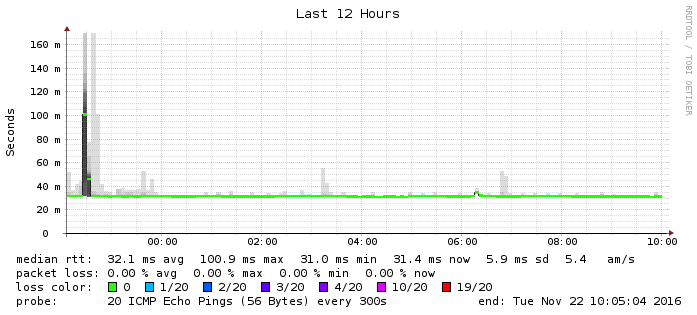 Last 12 Hours
RRDTOOL / TOBI OETIKER
Seconds
160 m
140 m
120 m
100 m
80 m
60 m
40 m
20 m
0
00:00 02:00 04:00 06:00 08:00 10:00
median rtt: 32.1 ms avg 100.9 ms max 31.0 ms min 31.4 ms now 5.9 ms sd 5.4 am/s
packet loss: 0.00 % avg 0.00 % max 0.00 % min 0.00 % now
loss color: 0 1/20 2/20 3/20 4/20 10/20 19/20
probe: 20 ICMP Echo Pings (56 Bytes) every 300s end: Tue Nov 22 10:05:04 2016